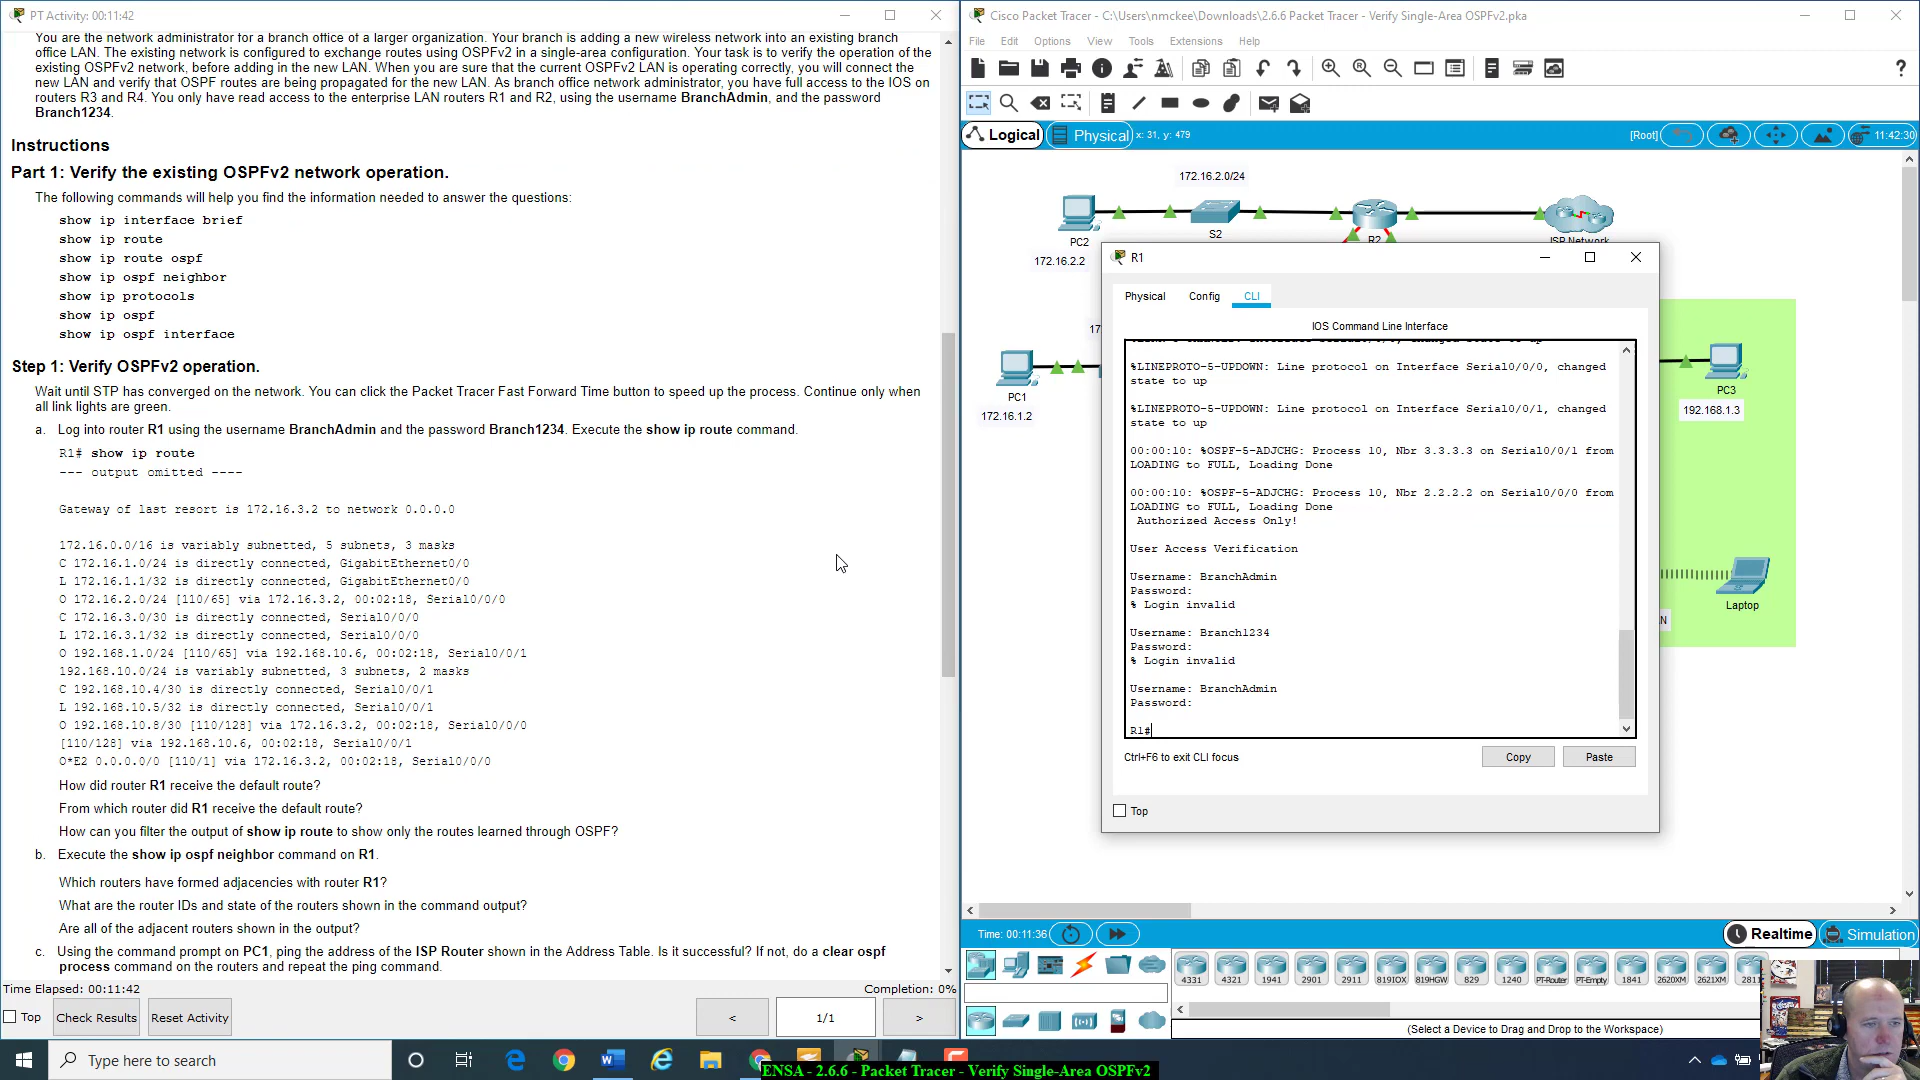 PT Activity: 00:11:42
You are the network administrator for a branch office of a larger organization. Your branch is adding a new wireless network into an existing branch
office LAN. The existing network is configured to exchange routes using OSPFv2 in a single-area configuration. Your task is to verify the operation of the
existing OSPFv2 network, before adding in the new LAN. When you are sure that the current OSPFv2 LAN is operating correctly, you will connect the
new LAN and verify that OSPF routes are being propagated for the new LAN. As branch office network administrator, you have full access to the IOS on
routers R3 and R4. You only have read access to the enterprise LAN routers R1 and R2, using the username BranchAdmin, and the password
Branch1234.
Instructions
Part 1: Verify the existing OSPFv2 network operation.
The following commands will help you find the information needed to answer the questions:
show ip interface brief
show ip route
show ip route ospf
show ip ospf neighbor
show ip protocols
show ip ospf
show ip ospf interface
Step 1: Verify OSPFv2 operation.
Wait until STP has converged on the network. You can click the Packet Tracer Fast Forward Time button to speed up the process. Continue only when
all link lights are green.
a. Log into router R1 using the username BranchAdmin and the password Branch1234. Execute the show ip route command.
R1# show ip route
--- output omitted ----
Gateway of last resort is 172.16.3.2 to network 0.0.0.0
172.16.0.0/16 is variably subnetted, 5 subnets, 3 masks
C 172.16.1.0/24 is directly connected, GigabitEthernet0/0
L 172.16.1.1/32 is directly connected, GigabitEthernet0/0
O 172.16.2.0/24 [110/65] via 172.16.3.2, 00:02:18, Serial0/0/0
C 172.16.3.0/30 is directly connected, Serial0/0/0
L 172.16.3.1/32 is directly connected, Serial0/0/0
O 192.168.1.0/24 [110/65] via 192.168.10.6, 00:02:18, Serial0/0/1
192.168.10.0/24 is variably subnetted, 3 subnets, 2 masks
C 192.168.10.4/30 is directly connected, Serial0/0/1
L 192.168.10.5/32 is directly connected, Serial0/0/1
O 192.168.10.8/30 [110/128] via 172.16.3.2, 00:02:18, Serial0/0/0
[110/128] via 192.168.10.6, 00:02:18, Serial0/0/1
O*E2 0.0.0.0/0 [110/1] via 172.16.3.2, 00:02:18, Serial0/0/0
How did router R1 receive the default route?
From which router did R1 receive the default route?
How can you filter the output of show ip route to show only the routes learned through OSPF?
b. Execute the show ip ospf neighbor command on R1.
Which routers have formed adjacencies with router R1?
What are the router IDs and state of the routers shown in the command output?
Are all of the adjacent routers shown in the output?
c. Using the command prompt on PC1, ping the address of the ISP Router shown in the Address Table. Is it successful? If not, do a clear ospf
process command on the routers and repeat the ping command.
Time Elapsed: 00:11:42
Completion: 0%
Top
Check Results
Reset Activity
<
1/1
>
Cisco Packet Tracer - C:\Users\nmckee\Downloads\2.6.6 Packet Tracer - Verify Single-Area OSPFv2.pka
File Edit Options View Tools Extensions Help
?
Logical
Physical
x: 31, y: 479
[Root]
11:42:30
172.16.2.0/24
PC2
S2
R2
ISP Network
172.16.2.2
17
PC1
172.16.1.2
PC3
192.168.1.3
Laptop
N
R1
Physical Config CLI
IOS Command Line Interface
%LINEPROTO-5-UPDOWN: Line protocol on Interface Serial0/0/0, changed
state to up
%LINEPROTO-5-UPDOWN: Line protocol on Interface Serial0/0/1, changed
state to up
00:00:10: %OSPF-5-ADJCHG: Process 10, Nbr 3.3.3.3 on Serial0/0/1 from
LOADING to FULL, Loading Done
00:00:10: %OSPF-5-ADJCHG: Process 10, Nbr 2.2.2.2 on Serial0/0/0 from
LOADING to FULL, Loading Done
Authorized Access Only!
User Access Verification
Username: BranchAdmin
Password:
% Login invalid
Username: Branch1234
Password:
% Login invalid
Username: BranchAdmin
Password:
R1#
Ctrl+F6 to exit CLI focus
Copy
Paste
Top
Time: 00:11:36
Realtime
Simulation
4331 4321 1941 2901 2911 819IOX 819HGW 829 1240 PT-Router PT-Empty 1841 2620XM 2621XM 2811
(Select a Device to Drag and Drop to the Workspace)
Type here to search
ENSA - 2.6.6 - Packet Tracer - Verify Single-Area OSPFv2